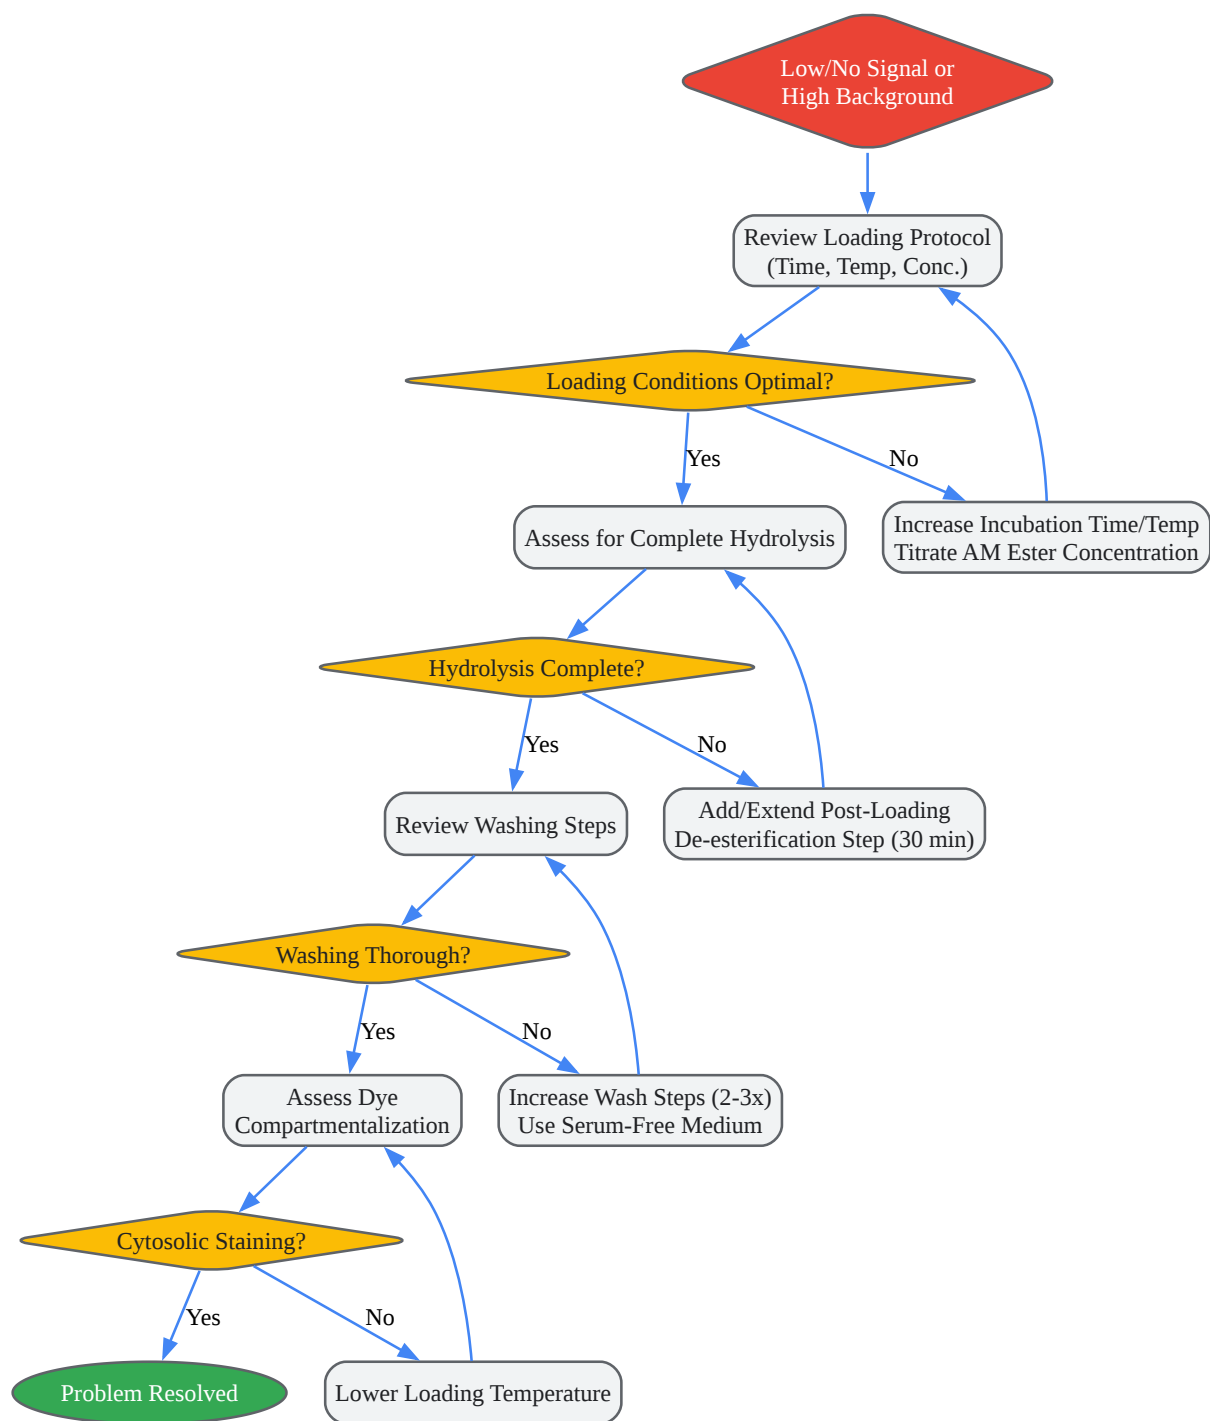 Low/No Signal or
High Background
Review Loading Protocol
(Time, Temp, Conc.)
Loading Conditions Optimal?
Yes
No
Increase Incubation Time/Temp
Titrate AM Ester Concentration
Assess for Complete Hydrolysis
Hydrolysis Complete?
Yes
No
Add/Extend Post-Loading
De-esterification Step (30 min)
Review Washing Steps
Washing Thorough?
Yes
No
Increase Wash Steps (2-3x)
Use Serum-Free Medium
Assess Dye
Compartmentalization
Cytosolic Staining?
Yes
No
Problem Resolved
Lower Loading Temperature